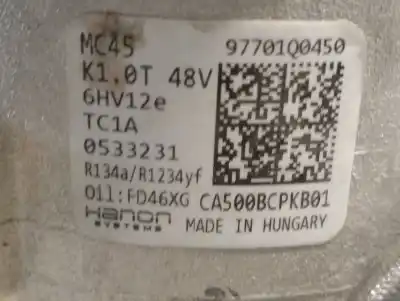 MC45 97701Q0450
K1.0T 48V
6HV12e
TC1A
0533231
R134a/R1234yf
Oil:FD46XG CA500BCPKB01
Hanon
SYSTEMS MADE IN HUNGARY